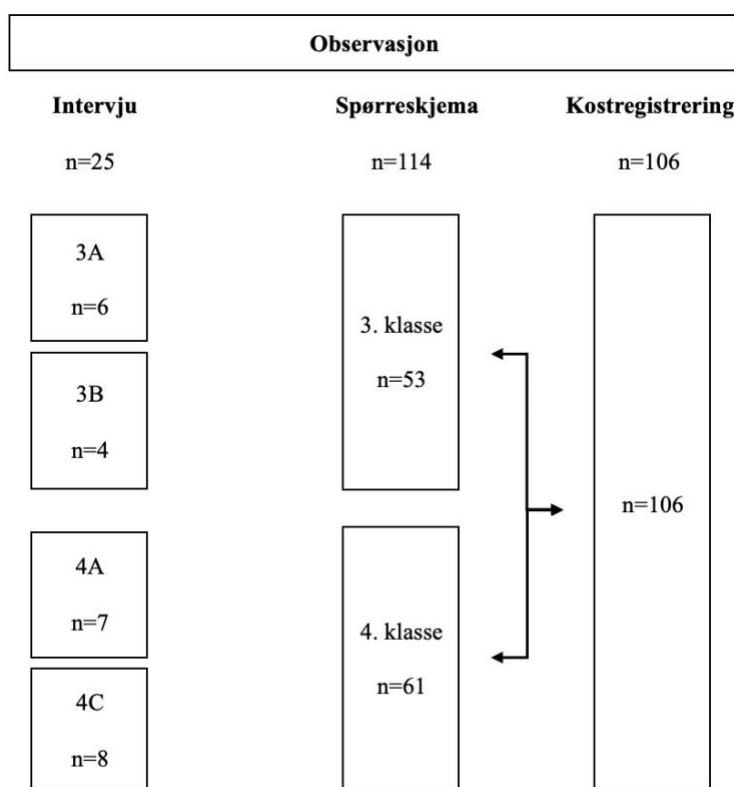 Observasjon
Intervju
n=25
Spørreskjema
n=114
Kostregistrering
n=106
3A
n=6
3B
n=4
4A
n=7
4C
n=8
3. klasse
n=53
4. klasse
n=61
n=106